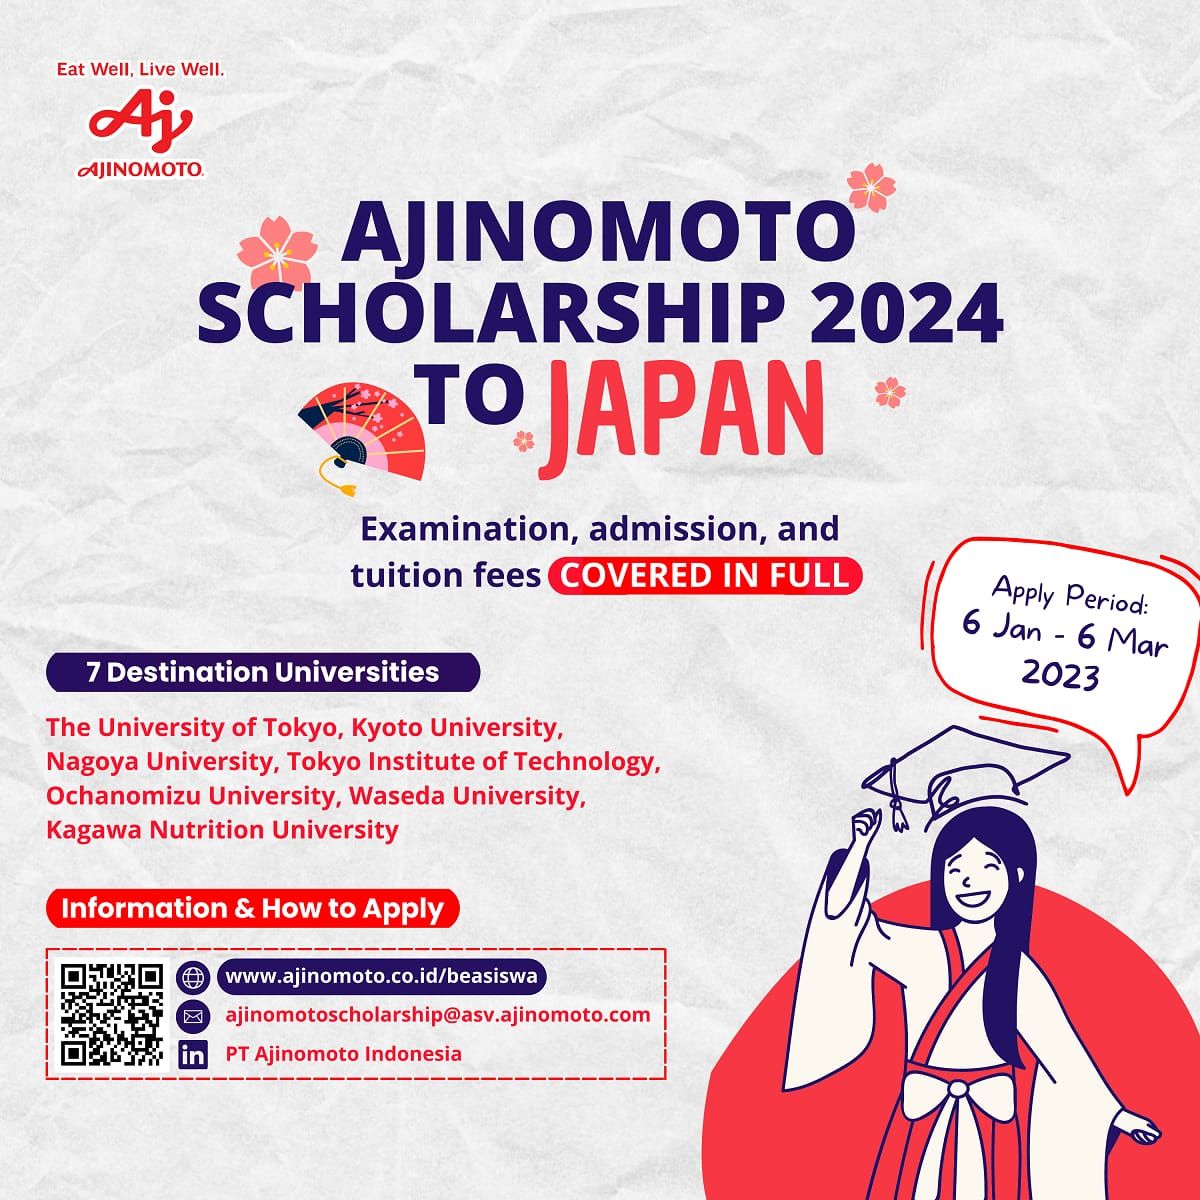 Eat Well, Live Well.
Aj
AJINOMOTO
AJINOMOTO
SCHOLARSHIP 2024
TO JAPAN
Examination, admission, and
tuition fees COVERED IN FULL
Apply Period:
6 Jan - 6 Mar
2023
7 Destination Universities
The University of Tokyo, Kyoto University,
Nagoya University, Tokyo Institute of Technology,
Ochanomizu University, Waseda University,
Kagawa Nutrition University
Information & How to Apply
www.ajinomoto.co.id/beasiswa
ajinomotoscholarship@asv.ajinomoto.com
in PT Ajinomoto Indonesia